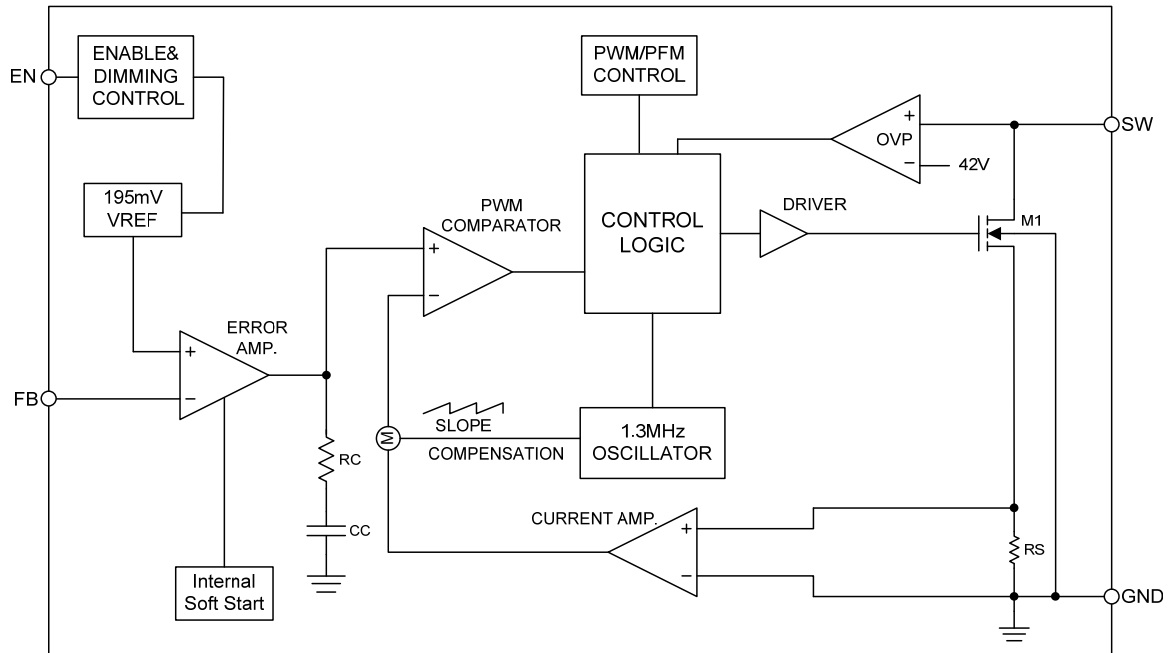 EN
ENABLE&
DIMMING
CONTROL
PWM/PFM
CONTROL
+
OVP
−
42V
SW
195mV
VREF
PWM
COMPARATOR
+
−
CONTROL
LOGIC
DRIVER
M1
ERROR
AMP.
+
−
FB
M
SLOPE
COMPENSATION
1.3MHz
OSCILLATOR
RC
CC
CURRENT AMP.
+
−
RS
Internal
Soft Start
GND